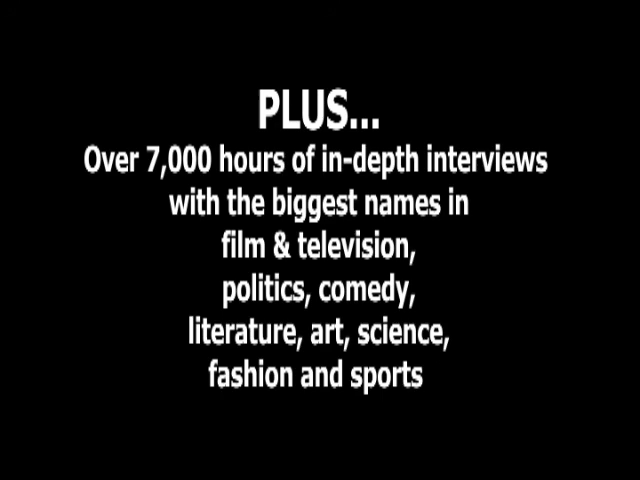 PLUS...
Over 7,000 hours of in-depth interviews
with the biggest names in
film & television,
politics, comedy,
literature, art, science,
fashion and sports